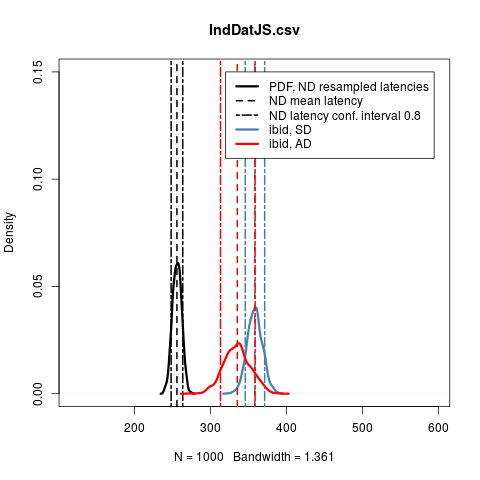 IndDatJS.csv
PDF, ND resampled latencies
ND mean latency
ND latency conf. interval 0.8
ibid, SD
ibid, AD
Density
0.15
0.10
0.05
0.00
200 300 400 500 600
N = 1000 Bandwidth = 1.361